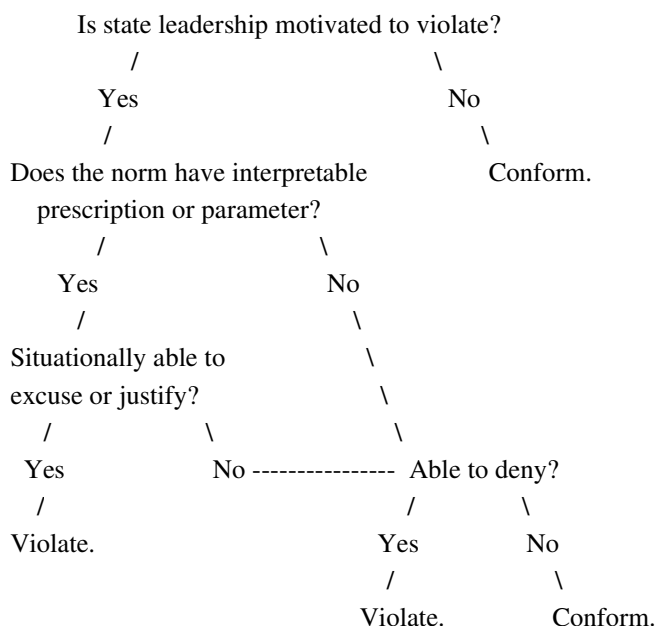 Is state leadership motivated to violate?
/ \
Yes No
/ \
Does the norm have interpretable Conform.
prescription or parameter?
/ \
Yes No
/ \
Situationally able to \
excuse or justify? \
/ \ \
Yes No ---------------- Able to deny?
/ / \
Violate. Yes No
/ \
Violate. Conform.